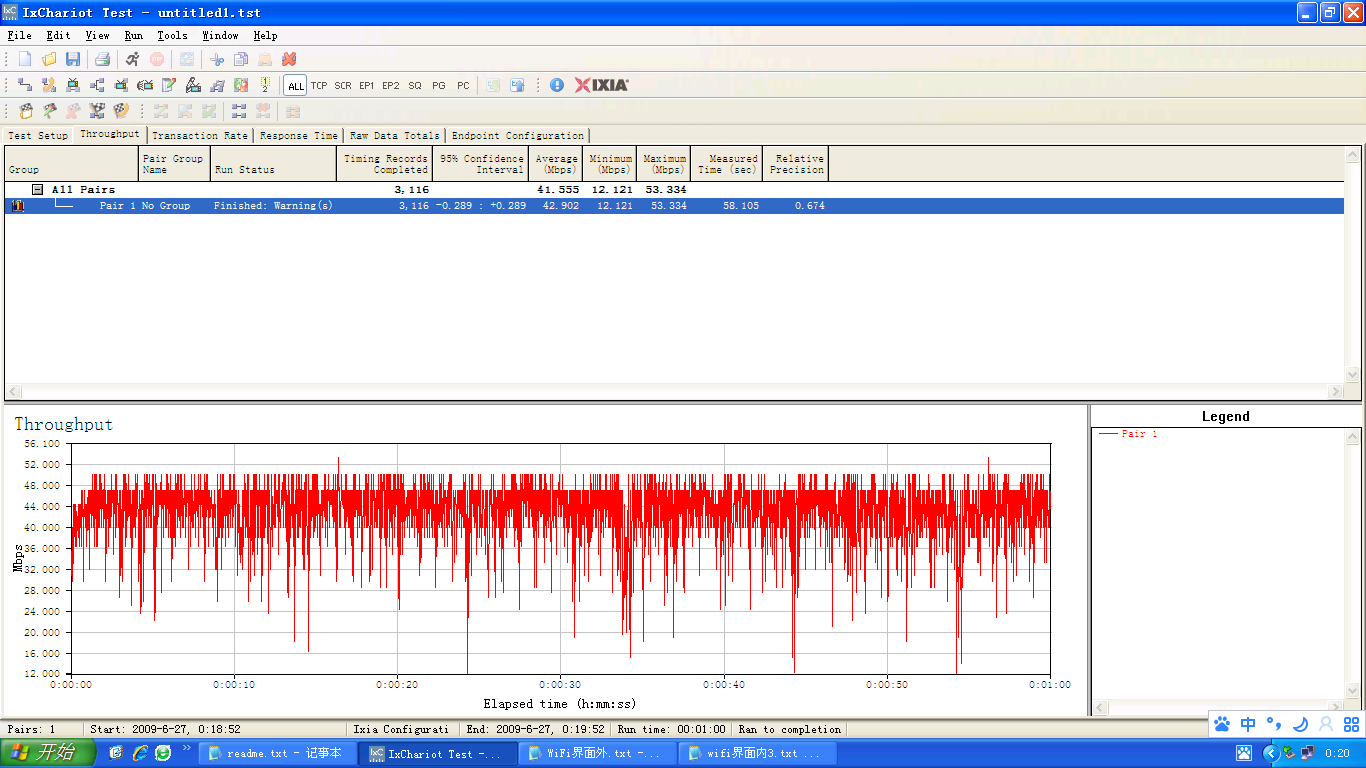 IxChariot Test - untitled1.tst
File Edit View Run Tools Window Help
ALL TCP SCR EP1 EP2 SQ PG PC IXIA
Test Setup Throughput Transaction Rate Response Time Raw Data Totals Endpoint Configuration
Group Pair Group Name Run Status Timing Records Completed 95% Confidence Interval Average (Mbps) Minimum (Mbps) Maximum (Mbps) Measured Time (sec) Relative Precision
All Pairs 3,116 41.555 12.121 53.334
Pair 1 No Group Finished: Warning(s) 3,116 -0.289 : +0.289 42.902 12.121 53.334 58.105 0.674
Throughput
Legend
Pair 1
56.100
52.000
48.000
44.000
40.000
36.000
32.000
28.000
24.000
20.000
16.000
12.000
Mbps
0:00:00 0:00:10 0:00:20 0:00:30 0:00:40 0:00:50 0:01:00
Elapsed time (h:mm:ss)
Pairs: 1 Start: 2009-6-27, 0:18:52 Ixia Configurati End: 2009-6-27, 0:19:52 Run time: 00:01:00 Ran to completion
中
开始 readme.txt - 记事本 IxChariot Test -... WiFi界面外.txt -... wifi界面内3.txt ... 0:20